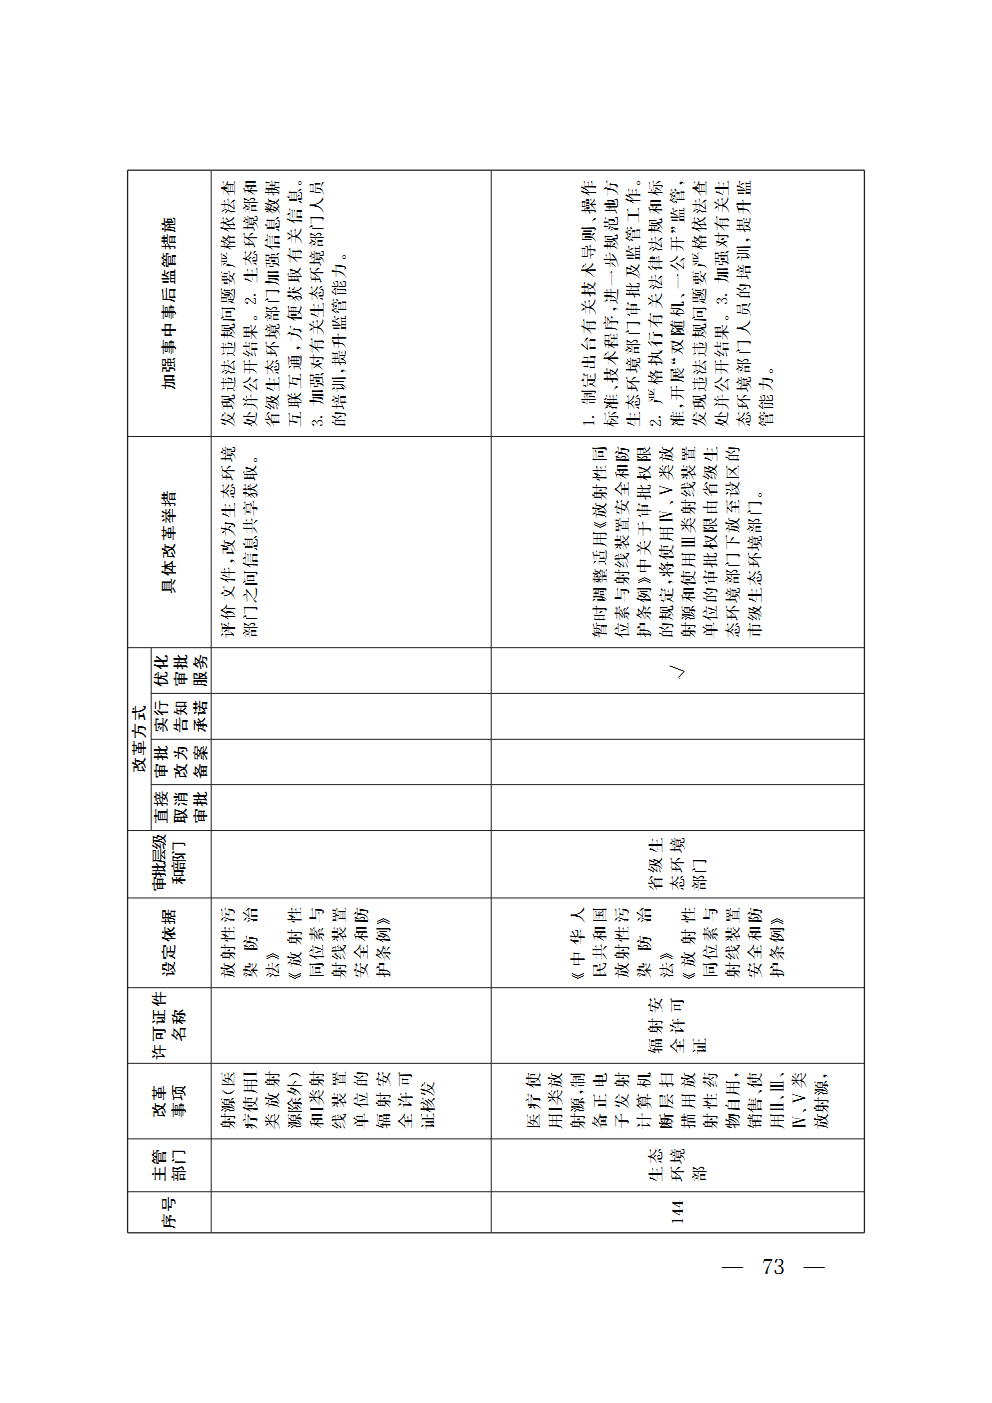 序号
主管
部门
改革
事项
许可证件
名称
设定依据
审批层级
和部门
改革方式
直接
取消
审批
审批
改为
备案
实行
告知
承诺
优化
审批
服务
具体改革举措
加强事中事后监管措施
射源(医
疗使用Ⅰ
类放射
源除外)
和Ⅰ类射
线装置
单位的
辐射安
全许可
证核发
放射性污
染防治
法》
《放射性
同位素与
射线装置
安全和防
护条例》
评价文件,改为生态环境
部门之间信息共享获取。
发现违法违规问题要严格依法查
处并公开结果。2. 生态环境部和
省级生态环境部门加强信息数据
互联互通,方便获取有关信息。
3. 加强对有关生态环境部门人员
的培训,提升监管能力。
144
生态
环境
部
医疗使
用Ⅰ类放
射源,制
备正电
子发射
计算机
断层扫
描用放
射性药
物自用,
销售、使
用Ⅱ、Ⅲ、
Ⅳ、Ⅴ类
放射源,
辐射安
全许可
证
《中华人
民共和国
放射性污
染防治
法》
《放射性
同位素与
射线装置
安全和防
护条例》
省级生
态环境
部门
√
暂时调整适用《放射性同
位素与射线装置安全和防
护条例》中关于审批权限
的规定,将使用Ⅳ、Ⅴ类放
射源和使用Ⅲ类射线装置
单位的审批权限由省级生
态环境部门下放至设区的
市级生态环境部门。
1. 制定出台有关技术导则、操作
标准、技术程序,进一步规范地方
生态环境部门审批及监管工作。
2. 严格执行有关法律法规和标
准,开展“双随机、一公开”监管,
发现违法违规问题要严格依法查
处并公开结果。3. 加强对有关生
态环境部门人员的培训,提升监
管能力。
— 73 —